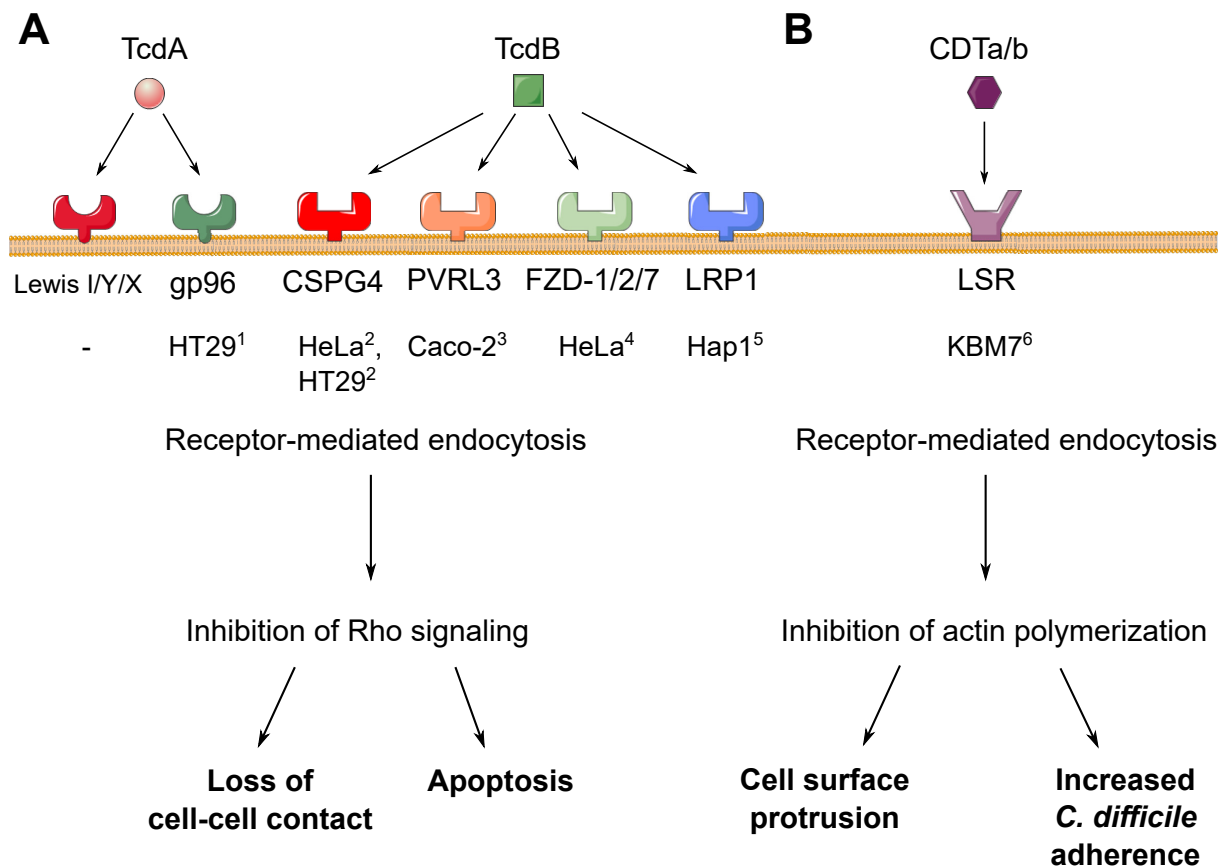 A
TcdA
TcdB
B
CDTa/b
Lewis I/Y/X
gp96
CSPG4
PVRL3
FZD-1/2/7
LRP1
LSR
-
HT29¹
HeLa²,
HT29²
Caco-2³
HeLa⁴
Hap1⁵
KBM7⁶
Receptor-mediated endocytosis
Receptor-mediated endocytosis
Inhibition of Rho signaling
Inhibition of actin polymerization
Loss of
cell-cell contact
Apoptosis
Cell surface
protrusion
Increased
C. difficile
adherence